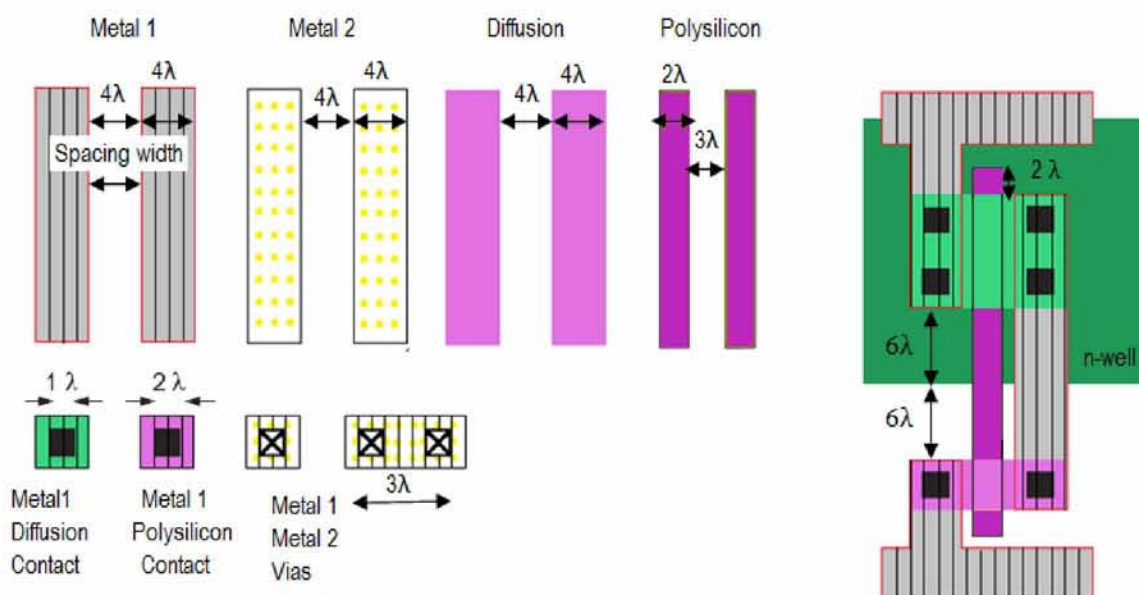 Metal 1
Metal 2
Diffusion
Polysilicon
4λ
4λ
Spacing width
4λ
4λ
4λ
4λ
2λ
3λ
2 λ
6λ
n-well
6λ
1 λ
2 λ
3λ
Metal1
Diffusion
Contact
Metal 1
Polysilicon
Contact
Metal 1
Metal 2
Vias